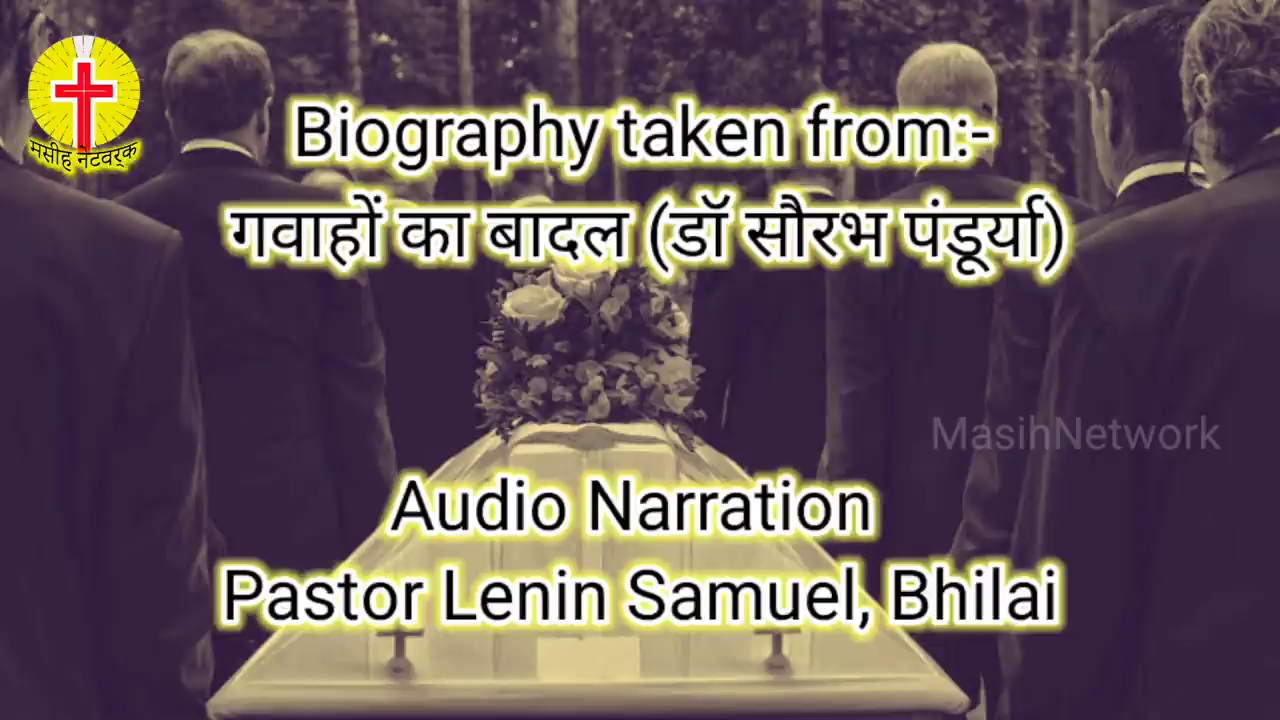 मसीह नेटवर्क
Biography taken from:-
गवाहों का बादल (डॉ सौरभ पंडूर्या)
MasihNetwork
Audio Narration
Pastor Lenin Samuel, Bhilai